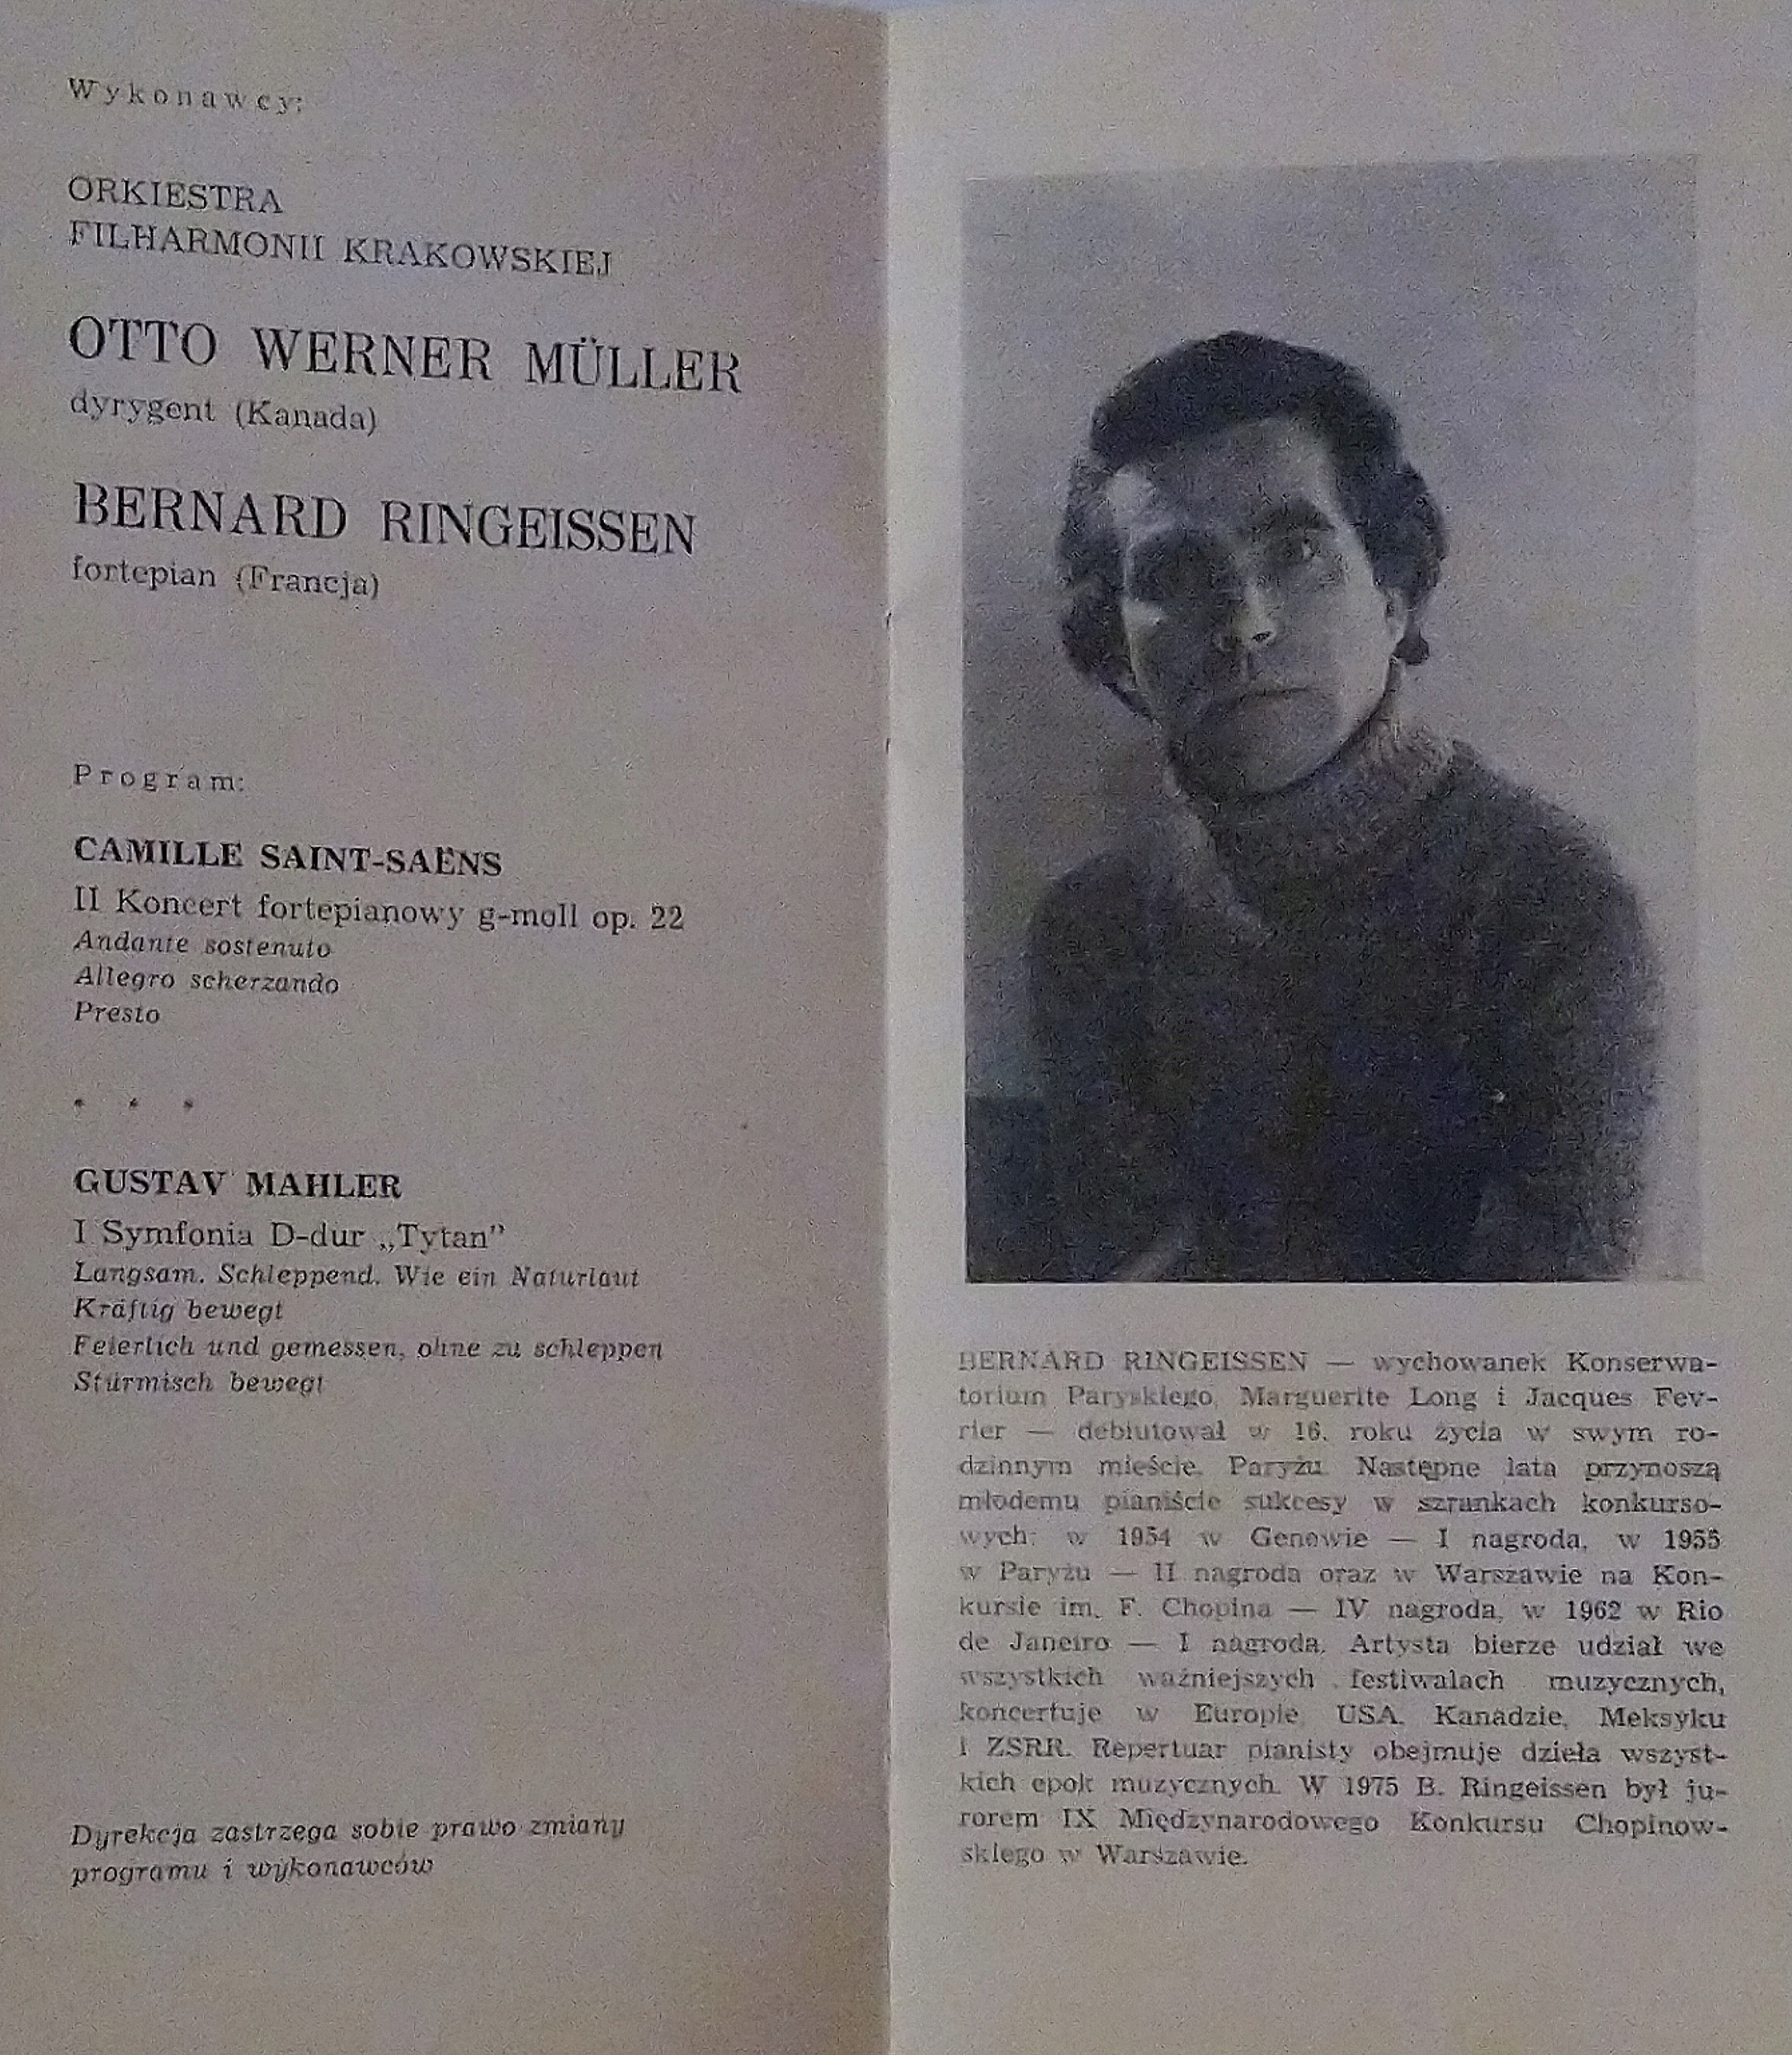 Wykonawcy:
ORKIESTRA
FILHARMONII KRAKOWSKIEJ
OTTO WERNER MÜLLER
dyrygent (Kanada)
BERNARD RINGEISSEN
fortepian (Francja)
Program:
CAMILLE SAINT-SAËNS
II Koncert fortepianowy g-moll op. 22
Andante sostenuto
Allegro scherzando
Presto
* * *
GUSTAV MAHLER
I Symfonia D-dur „Tytan”
Langsam. Schleppend. Wie ein Naturlaut
Kräftig bewegt
Feierlich und gemessen, ohne zu schleppen
Stürmisch bewegt
Dyrekcja zastrzega sobie prawo zmiany
programu i wykonawców
BERNARD RINGEISSEN — wychowanek Konserwa-
torium Paryskiego, Marguerite Long i Jacques Fev-
rier — debiutował w 16. roku życia w swym ro-
dzinnym mieście, Paryżu. Następne lata przynoszą
młodemu pianiście sukcesy w szrankach konkurso-
wych: w 1954 w Genewie — I nagroda, w 1955
w Paryżu — II nagroda oraz w Warszawie na Kon-
kursie im. F. Chopina — IV nagroda, w 1962 w Rio
de Janeiro — I nagroda. Artysta bierze udział we
wszystkich ważniejszych festiwalach muzycznych,
koncertuje w Europie, USA, Kanadzie, Meksyku
i ZSRR. Repertuar pianisty obejmuje dzieła wszyst-
kich epok muzycznych. W 1975 B. Ringeissen był ju-
rorem IX Międzynarodowego Konkursu Chopinow-
skiego w Warszawie.